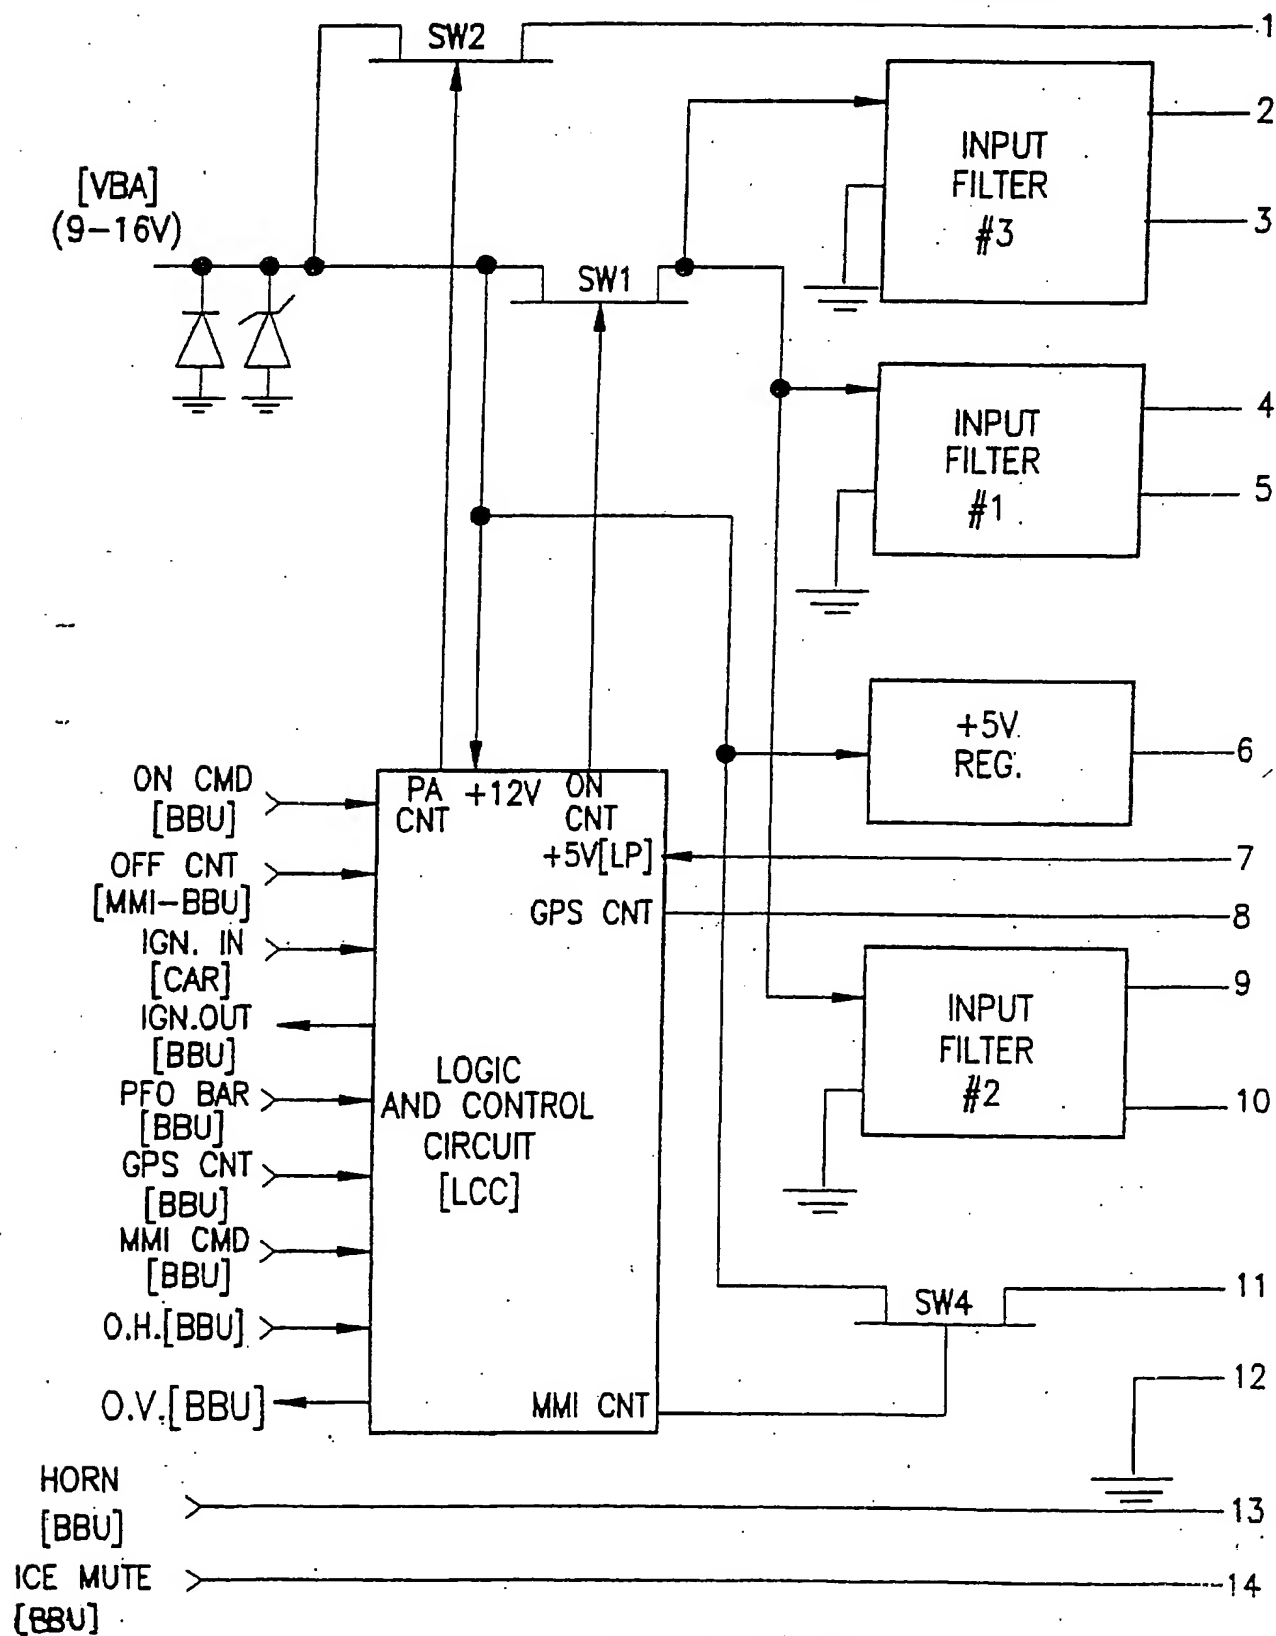 SW2
1
2
INPUT
FILTER
#3
3
[VBA]
(9-16V)
SW1
4
INPUT
FILTER
#1
5
+5V
REG.
6
ON CMD
[BBU]
PA
CNT
+12V
ON
CNT
+5V[LP]
7
OFF CNT
[MMI-BBU]
GPS CNT
8
IGN. IN
[CAR]
IGN.OUT
[BBU]
PFO BAR
[BBU]
GPS CNT
[BBU]
MMI CMD
[BBU]
O.H.[BBU]
O.V.[BBU]
LOGIC
AND CONTROL
CIRCUIT
[LCC]
MMI CNT
INPUT
FILTER
#2
9
10
SW4
11
12
HORN
[BBU]
13
ICE MUTE
[BBU]
14